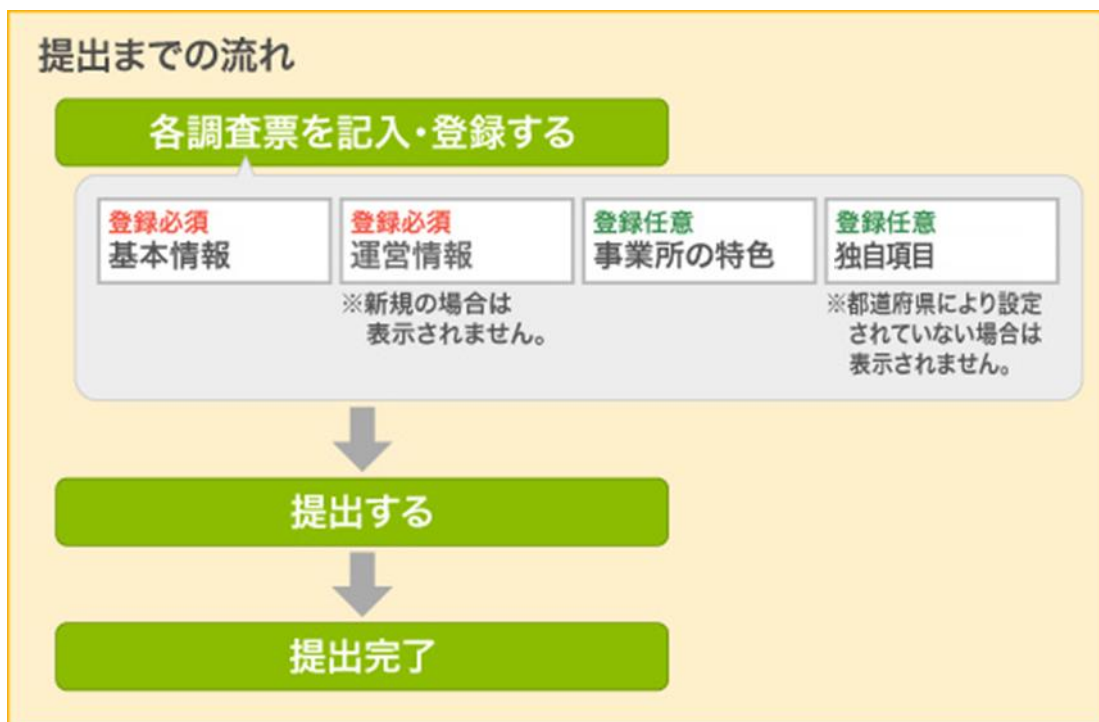 提出までの流れ
各調査票を記入・登録する
登録必須
基本情報
登録必須
運営情報
※新規の場合は
表示されません。
登録任意
事業所の特色
登録任意
独自項目
※都道府県により設定
されていない場合は
表示されません。
提出する
提出完了